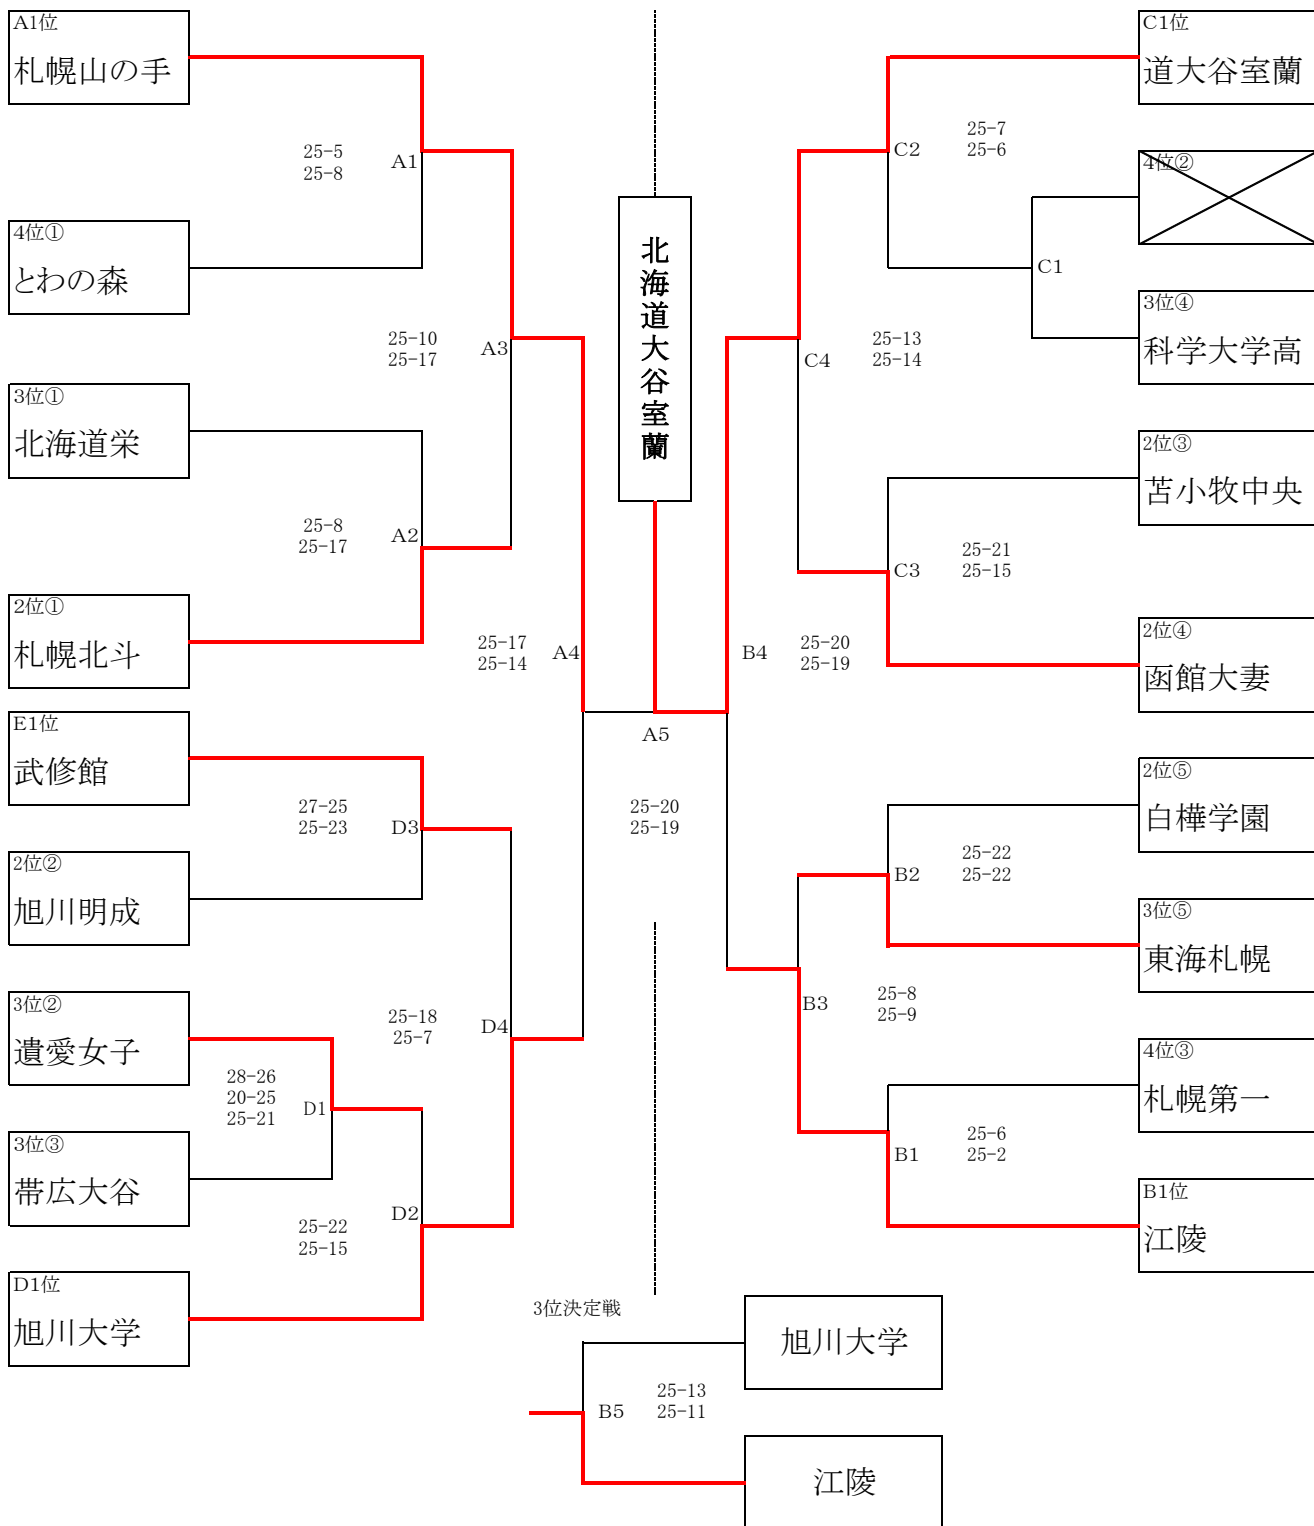 A1位
札幌山の手
25-5
25-8
A1
4位①
とわの森
25-10
25-17
A3
3位①
北海道栄
25-8
25-17
A2
2位①
札幌北斗
25-17
25-14
A4
E1位
武修館
27-25
25-23
D3
2位②
旭川明成
25-18
25-7
D4
3位②
遺愛女子
28-26
20-25
25-21
D1
3位③
帯広大谷
25-22
25-15
D2
D1位
旭川大学
北海道大谷室蘭
A5
25-20
25-19
C1位
道大谷室蘭
C2
25-7
25-6
4位②
C1
3位④
科学大学高
C4
25-13
25-14
2位③
苫小牧中央
C3
25-21
25-15
2位④
函館大妻
B4
25-20
25-19
2位⑤
白樺学園
B2
25-22
25-22
3位⑤
東海札幌
B3
25-8
25-9
4位③
札幌第一
B1
25-6
25-2
B1位
江陵
3位決定戦
旭川大学
B5
25-13
25-11
江陵